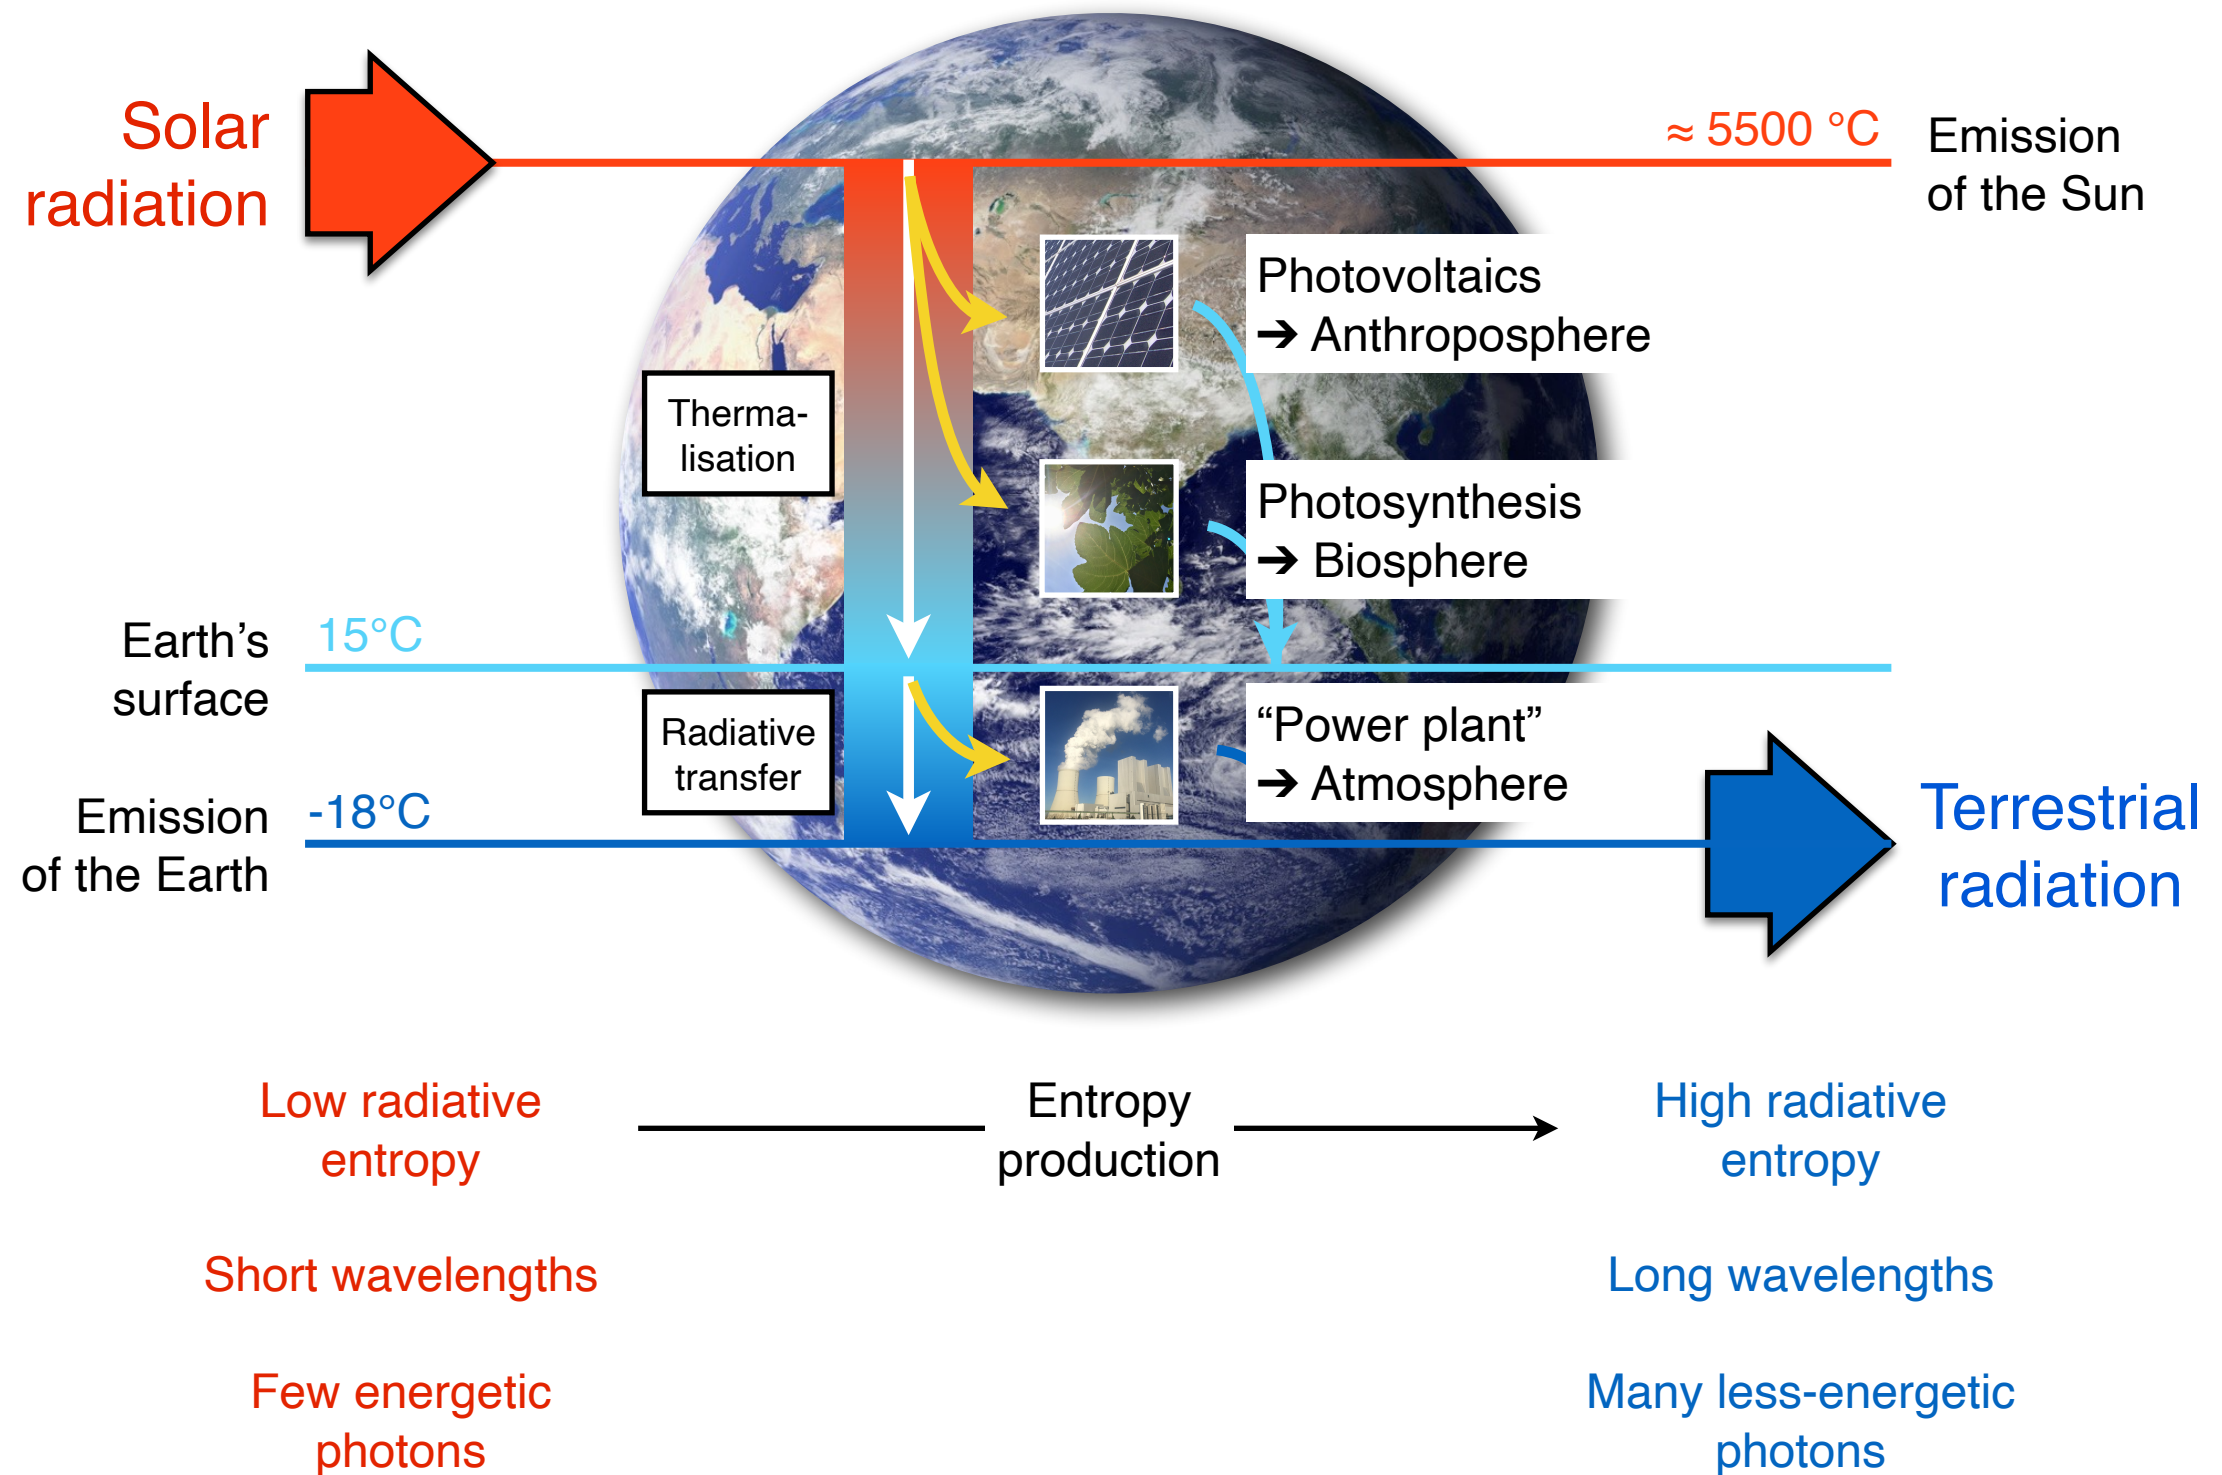 Solar
radiation
≈ 5500 °C
Emission
of the Sun
Photovoltaics
➔ Anthroposphere
Therma-
lisation
Photosynthesis
➔ Biosphere
Earth’s
surface
15°C
Radiative
transfer
“Power plant”
➔ Atmosphere
Emission
of the Earth
-18°C
Terrestrial
radiation
Low radiative
entropy
Entropy
production
High radiative
entropy
Short wavelengths
Long wavelengths
Few energetic
photons
Many less-energetic
photons